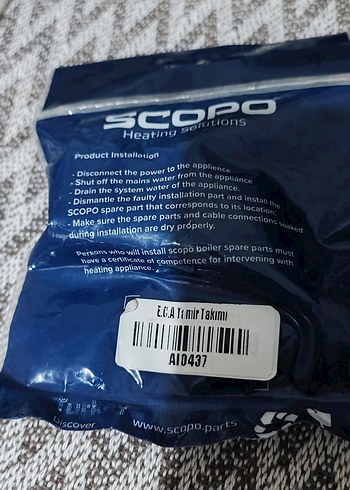 SCOPO
Heating Solutions
Product Installation
- Disconnect the power to the appliance
- Shut off the mains water from the appliance
- Drain the system water of the appliance.
- Dismantle the faulty installation part and install the
SCOPO spare part that corresponds to its location,
- Make sure the spare parts and cable connections soaked
during installation are dry properly.
Persons who will install scopo boiler spare parts must
have a certificate of competence for intervening with
heating appliance.
E.C.A Tamir Takımı
AI0437
Discover
www.scopo.parts